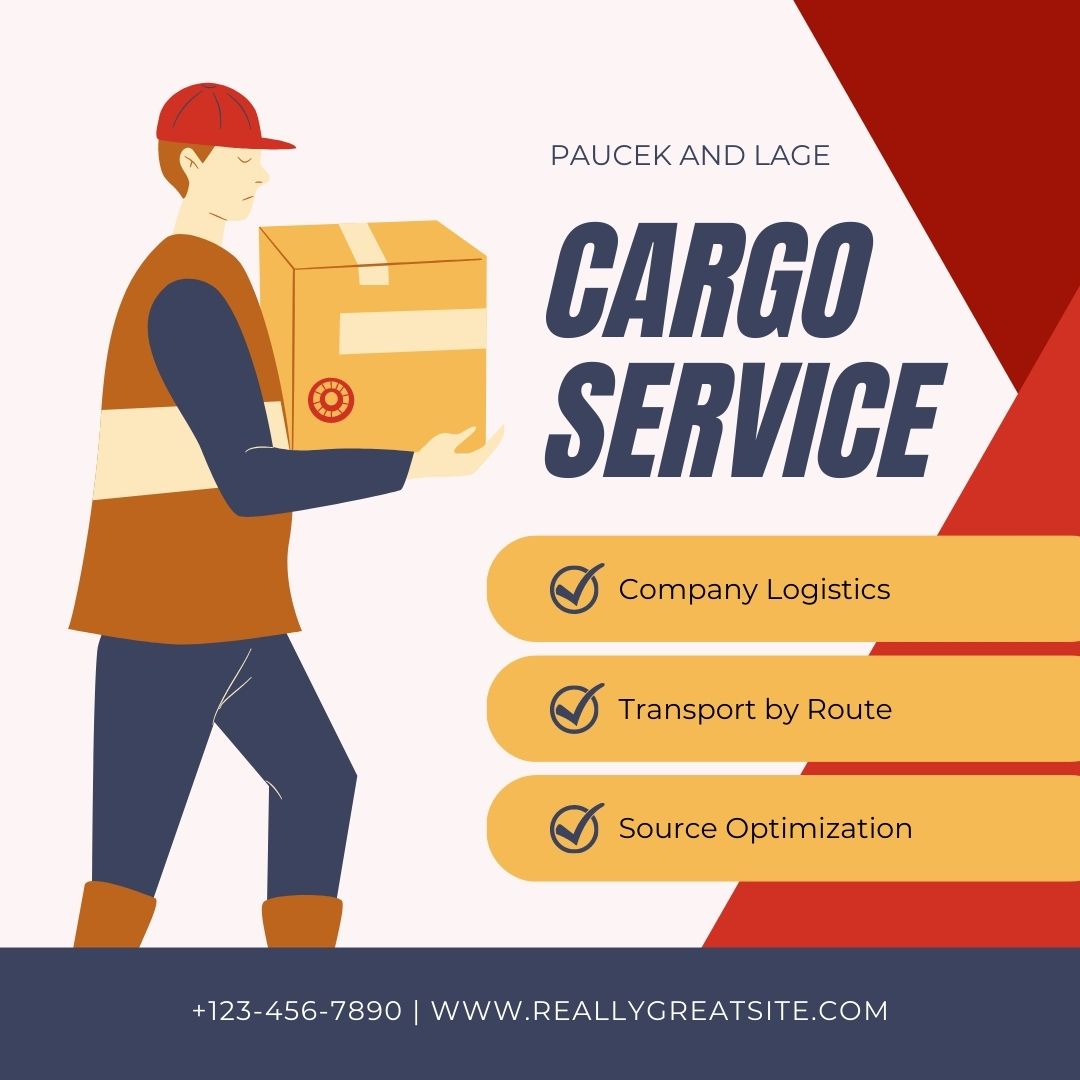 PAUCEK AND LAGE
CARGO
SERVICE
Company Logistics
Transport by Route
Source Optimization
+123-456-7890 | WWW.REALLYGREATSITE.COM